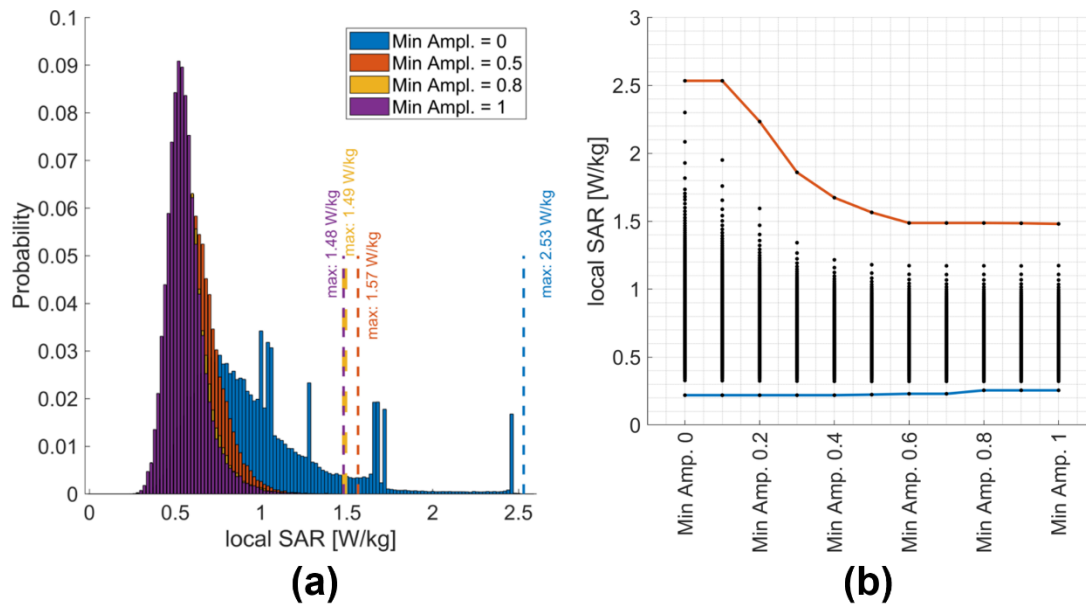 0.1
0.09
0.08
0.07
0.06
0.05
0.04
0.03
0.02
0.01
0
Probability
Min Ampl. = 0
Min Ampl. = 0.5
Min Ampl. = 0.8
Min Ampl. = 1
max: 1.48 W/kg
max: 1.49 W/kg
max: 1.57 W/kg
max: 2.53 W/kg
0 0.5 1 1.5 2 2.5
local SAR [W/kg]
(a)
3
2.5
2
1.5
1
0.5
0
local SAR [W/kg]
Min Amp. 0
Min Amp. 0.2
Min Amp. 0.4
Min Amp. 0.6
Min Amp. 0.8
Min Amp. 1
(b)